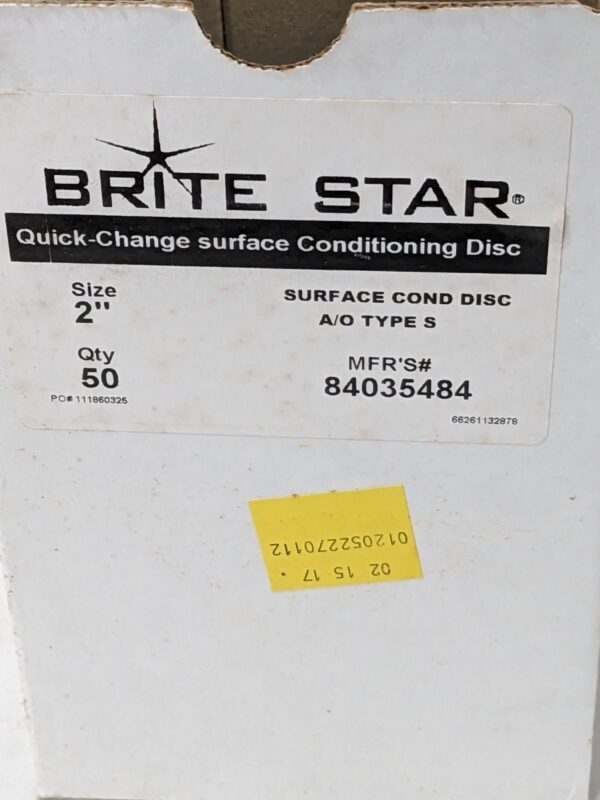 BRITE STAR®
Quick-Change surface Conditioning Disc
Size
2"
SURFACE COND DISC
A/O TYPE S
Qty
50
PO# 111860325
MFR'S#
84035484
66261132878
02 15 17
012052270112